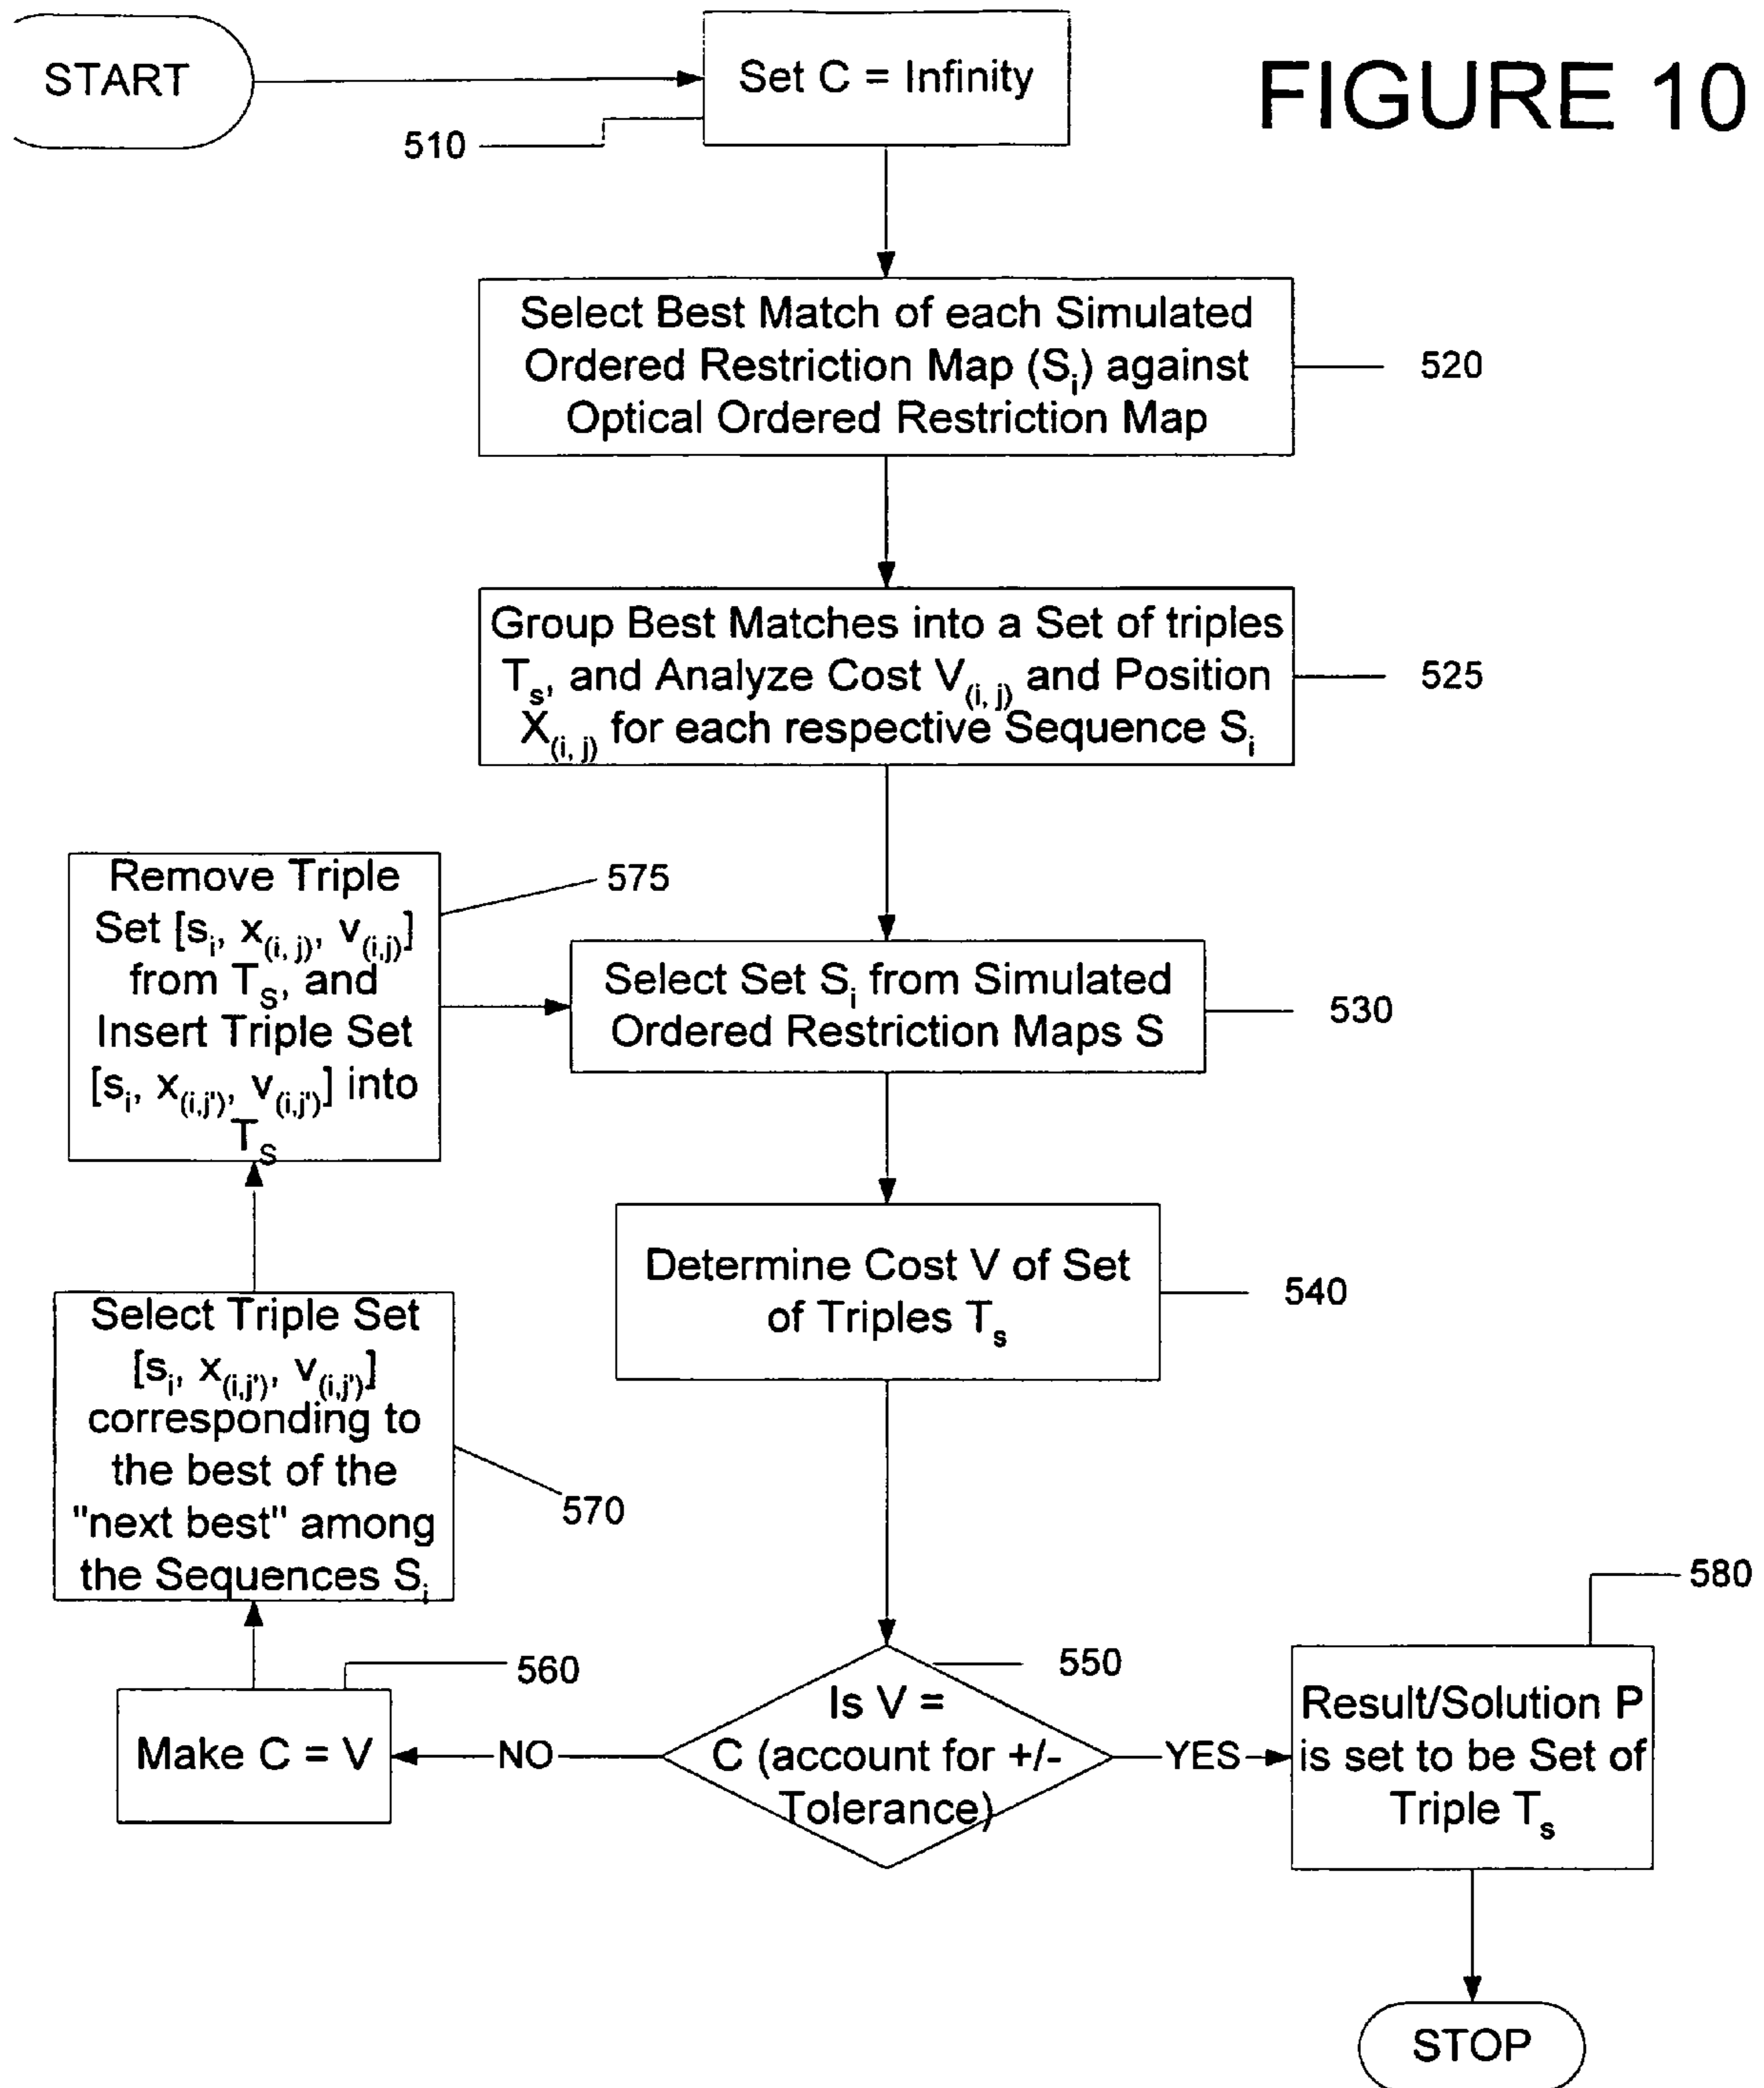 START
Set C = Infinity
FIGURE 10
510
Select Best Match of each Simulated
Ordered Restriction Map (Sᵢ) against
Optical Ordered Restriction Map
520
Group Best Matches into a Set of triples
Tₛ, and Analyze Cost V₍ᵢ, ⱼ₎ and Position
X₍ᵢ, ⱼ₎ for each respective Sequence Sᵢ
525
Remove Triple
Set [sᵢ, x₍ᵢ, ⱼ₎, v₍ᵢ,ⱼ₎]
from T_S, and
Insert Triple Set
[sᵢ, x₍ᵢ,ⱼ'₎, v₍ᵢ,ⱼ'₎] into
T_S
575
Select Set Sᵢ from Simulated
Ordered Restriction Maps S
530
Determine Cost V of Set
of Triples Tₛ
540
Select Triple Set
[sᵢ, x₍ᵢ,ⱼ'₎, v₍ᵢ,ⱼ'₎]
corresponding to
the best of the
"next best" among
the Sequences Sᵢ
570
580
560
Make C = V
NO
550
Is V =
C (account for +/-
Tolerance)
YES
Result/Solution P
is set to be Set of
Triple Tₛ
STOP